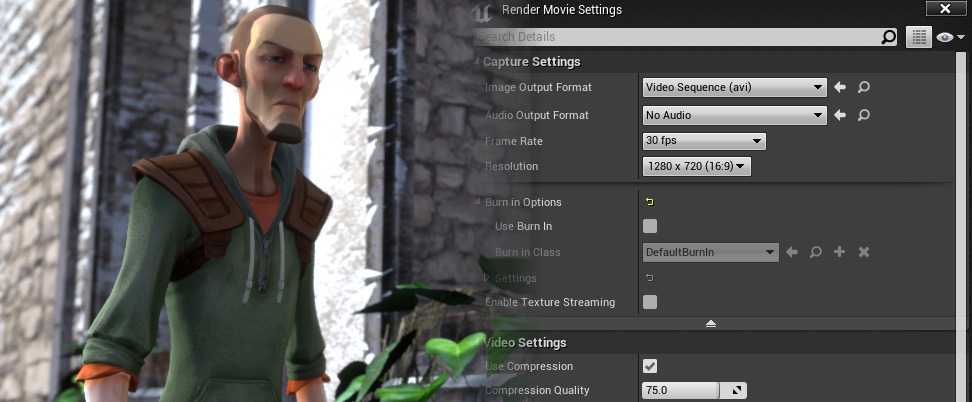 Render Movie Settings
Search Details
Capture Settings
Image Output Format Video Sequence (avi)
Audio Output Format No Audio
Frame Rate 30 fps
Resolution 1280 x 720 (16:9)
Burn in Options
Use Burn In
Burn in Class DefaultBurnIn
Settings
Enable Texture Streaming
Video Settings
Use Compression
Compression Quality 75.0